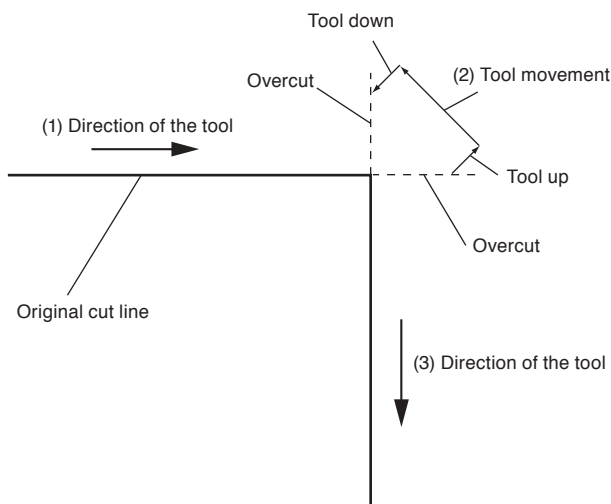 Tool down
(2) Tool movement
Overcut
(1) Direction of the tool
Tool up
Overcut
Original cut line
(3) Direction of the tool